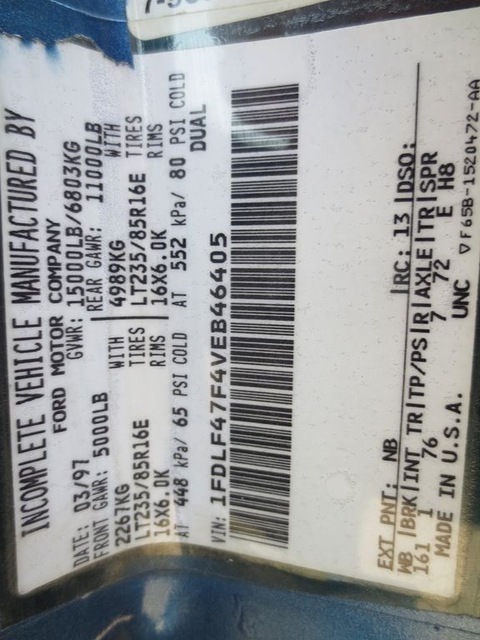 INCOMPLETE VEHICLE MANUFACTURED BY
FORD MOTOR COMPANY
DATE: 03/97 GVWR: 15000LB/6803KG
FRONT GAWR: 5000LB REAR GAWR: 11000LB
2267KG WITH 4989KG WITH
LT235/85R16E TIRES LT235/85R16E TIRES
16X6.0K RIMS 16X6.0K RIMS
AT 448 kPa/ 65 PSI COLD AT 552 kPa/ 80 PSI COLD
DUAL
VIN: 1FDLF47F4VEB46405
EXT PNT: NB RC: 13 DSO:
WB BRK INT TR TP/PS R AXLE TR SPR
161 1 76 7 72 E H8
MADE IN U.S.A. UNC
▽F65B-1520472-AA